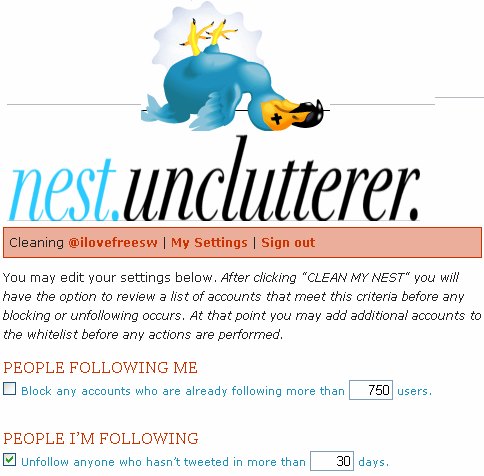 nest.unclutterer.
Cleaning @ilovefreesw | My Settings | Sign out
You may edit your settings below. After clicking "CLEAN MY NEST" you will
have the option to review a list of accounts that meet this criteria before any
blocking or unfollowing occurs. At that point you may add additional accounts to
the whitelist before any actions are performed.
PEOPLE FOLLOWING ME
Block any accounts who are already following more than 750 users.
PEOPLE I'M FOLLOWING
Unfollow anyone who hasn't tweeted in more than 30 days.